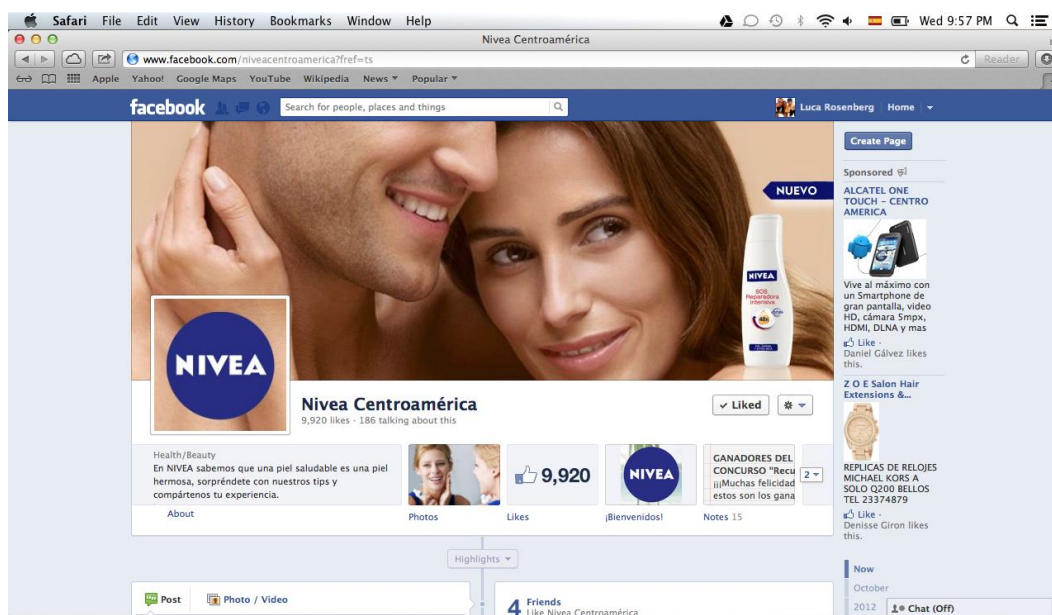 Safari File Edit View History Bookmarks Window Help
Wed 9:57 PM
Nivea Centroamérica
www.facebook.com/niveacentroamerica?fref=ts
Reader
Apple Yahoo! Google Maps YouTube Wikipedia News Popular
facebook
Search for people, places and things
Luca Rosenberg Home
NUEVO
NIVEA
SOS
Reparadora
Intensiva
48h
NIVEA
Nivea Centroamérica
9,920 likes · 186 talking about this
Liked
Health/Beauty
En NIVEA sabemos que una piel saludable es una piel
hermosa, sorpréndete con nuestros tips y
compártenos tu experiencia.
About
Photos
9,920
Likes
NIVEA
¡Bienvenidos!
GANADORES DEL
CONCURSO "Recu
¡¡¡Muchas felicidad
estos son los gana
2
Notes 15
Highlights
Post
Photo / Video
4 Friends
Like Nivea Centroamérica
Create Page
Sponsored
ALCATEL ONE
TOUCH - CENTRO
AMERICA
Vive al máximo con
un Smartphone de
gran pantalla, video
HD, cámara 5mpx,
HDMI, DLNA y mas
Like ·
Daniel Gálvez likes
this.
Z O E Salon Hair
Extensions &...
REPLICAS DE RELOJES
MICHAEL KORS A
SOLO Q200 BELLOS
TEL 23374879
Like ·
Denisse Giron likes
this.
Now
October
2012
Chat (Off)